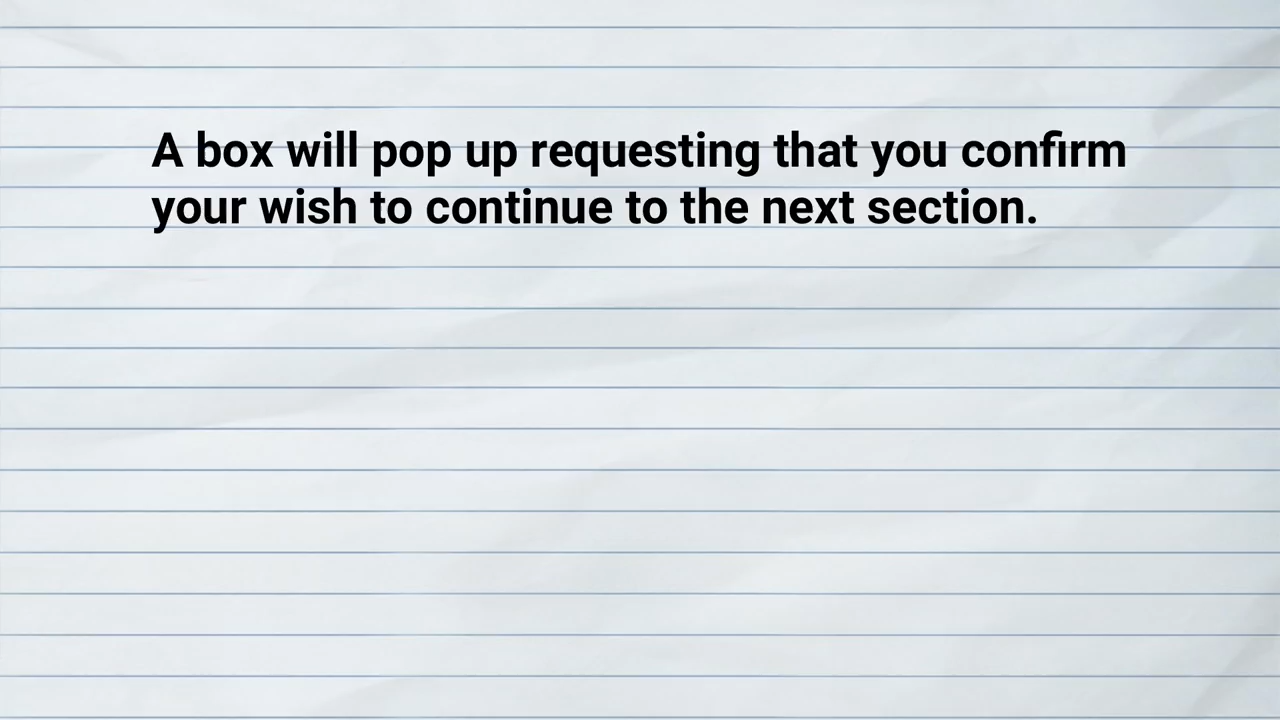 A box will pop up requesting that you confirm
your wish to continue to the next section.